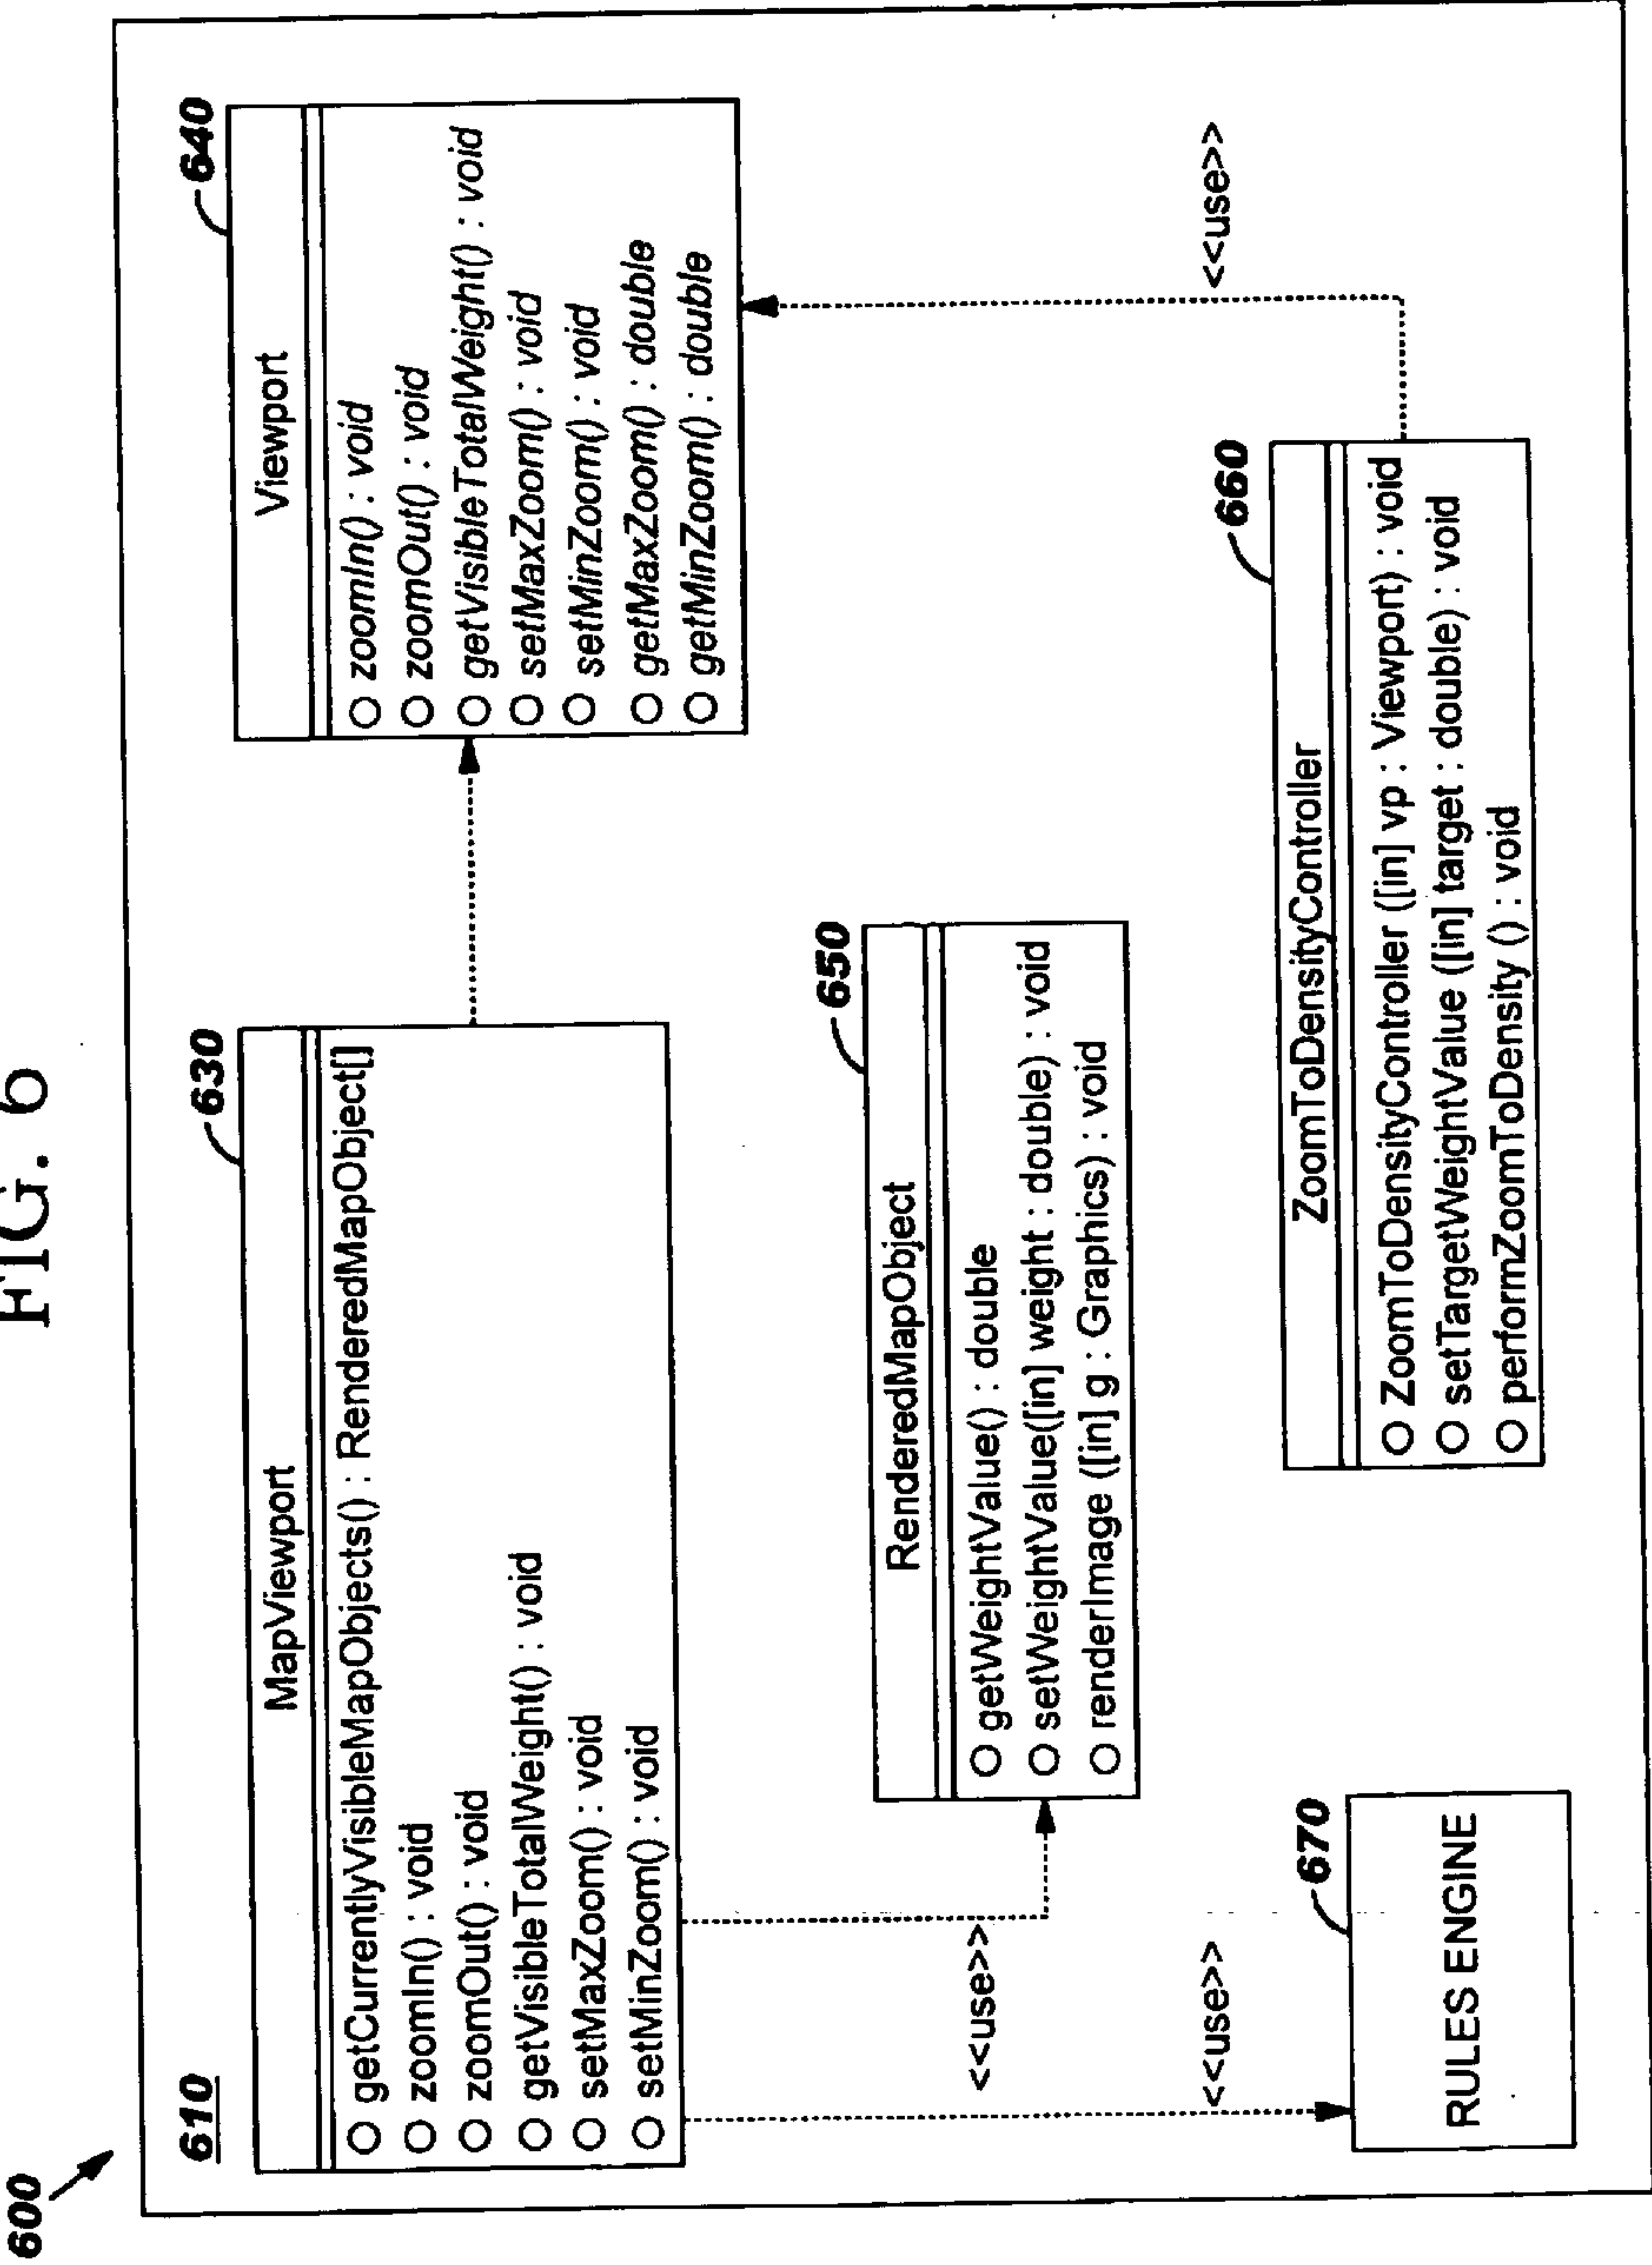 FIG. 6
600
610
630
MapViewport
getCurrentlyVisibleMapObjects() : RenderedMapObject[]
zoomIn() : void
zoomOut() : void
getVisibleTotalWeight() : void
setMaxZoom() : void
setMinZoom() : void
640
Viewport
zoomIn() : void
zoomOut() : void
getVisibleTotalWeight() : void
setMaxZoom() : void
setMinZoom() : void
getMaxZoom() : double
getMinZoom() : double
<<use>>
650
RenderedMapObject
getWeightValue() : double
setWeightValue([in] weight : double) : void
renderImage ([in] g : Graphics) : void
<<use>>
<<use>>
670
RULES ENGINE
660
ZoomToDensityController
ZoomToDensityController ([in] vp : Viewport) : void
setTargetWeightValue ([in] target : double) : void
performZoomToDensity () : void